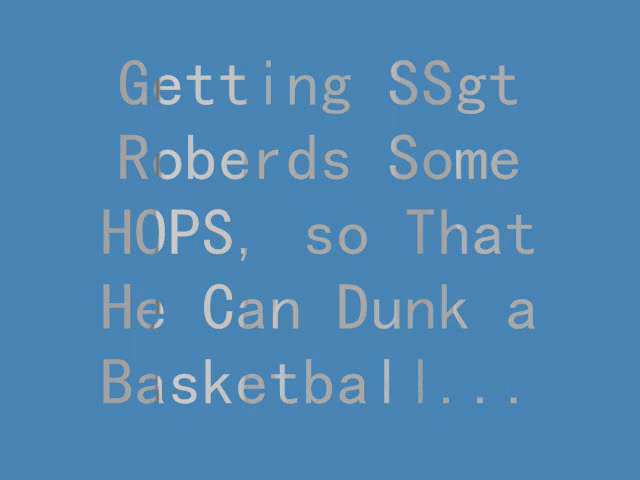 Getting SSgt
Roberds Some
HOPS, so That
He Can Dunk a
Basketball...